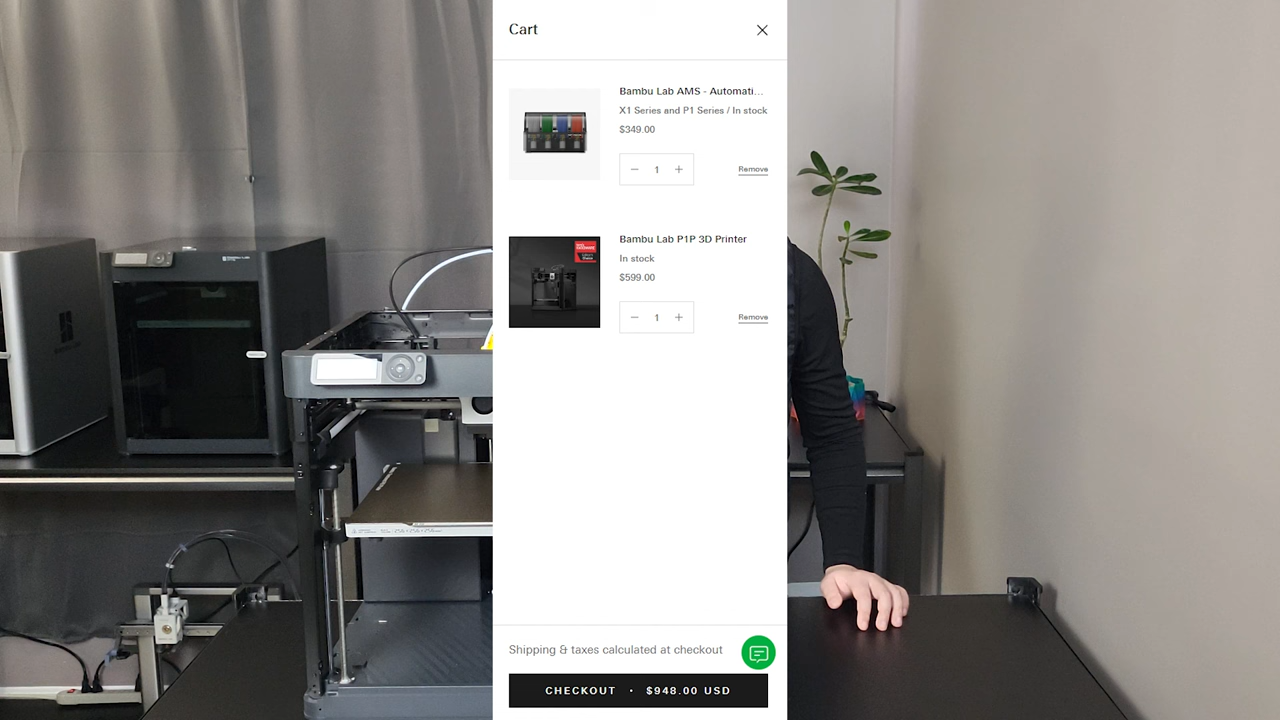 Cart
Bambu Lab AMS - Automati...
X1 Series and P1 Series / In stock
$349.00
1
Remove
Bambu Lab P1P 3D Printer
In stock
$599.00
1
Remove
Shipping & taxes calculated at checkout
CHECKOUT • $948.00 USD